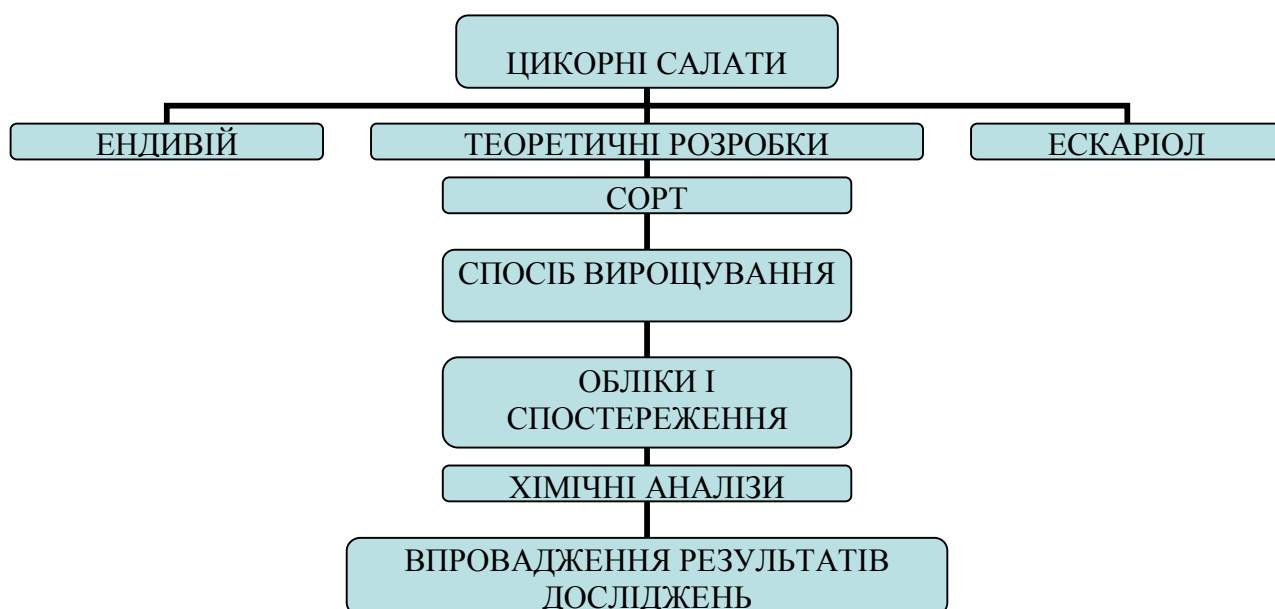 ЦИКОРНІ САЛАТИ
ЕНДИВІЙ
ТЕОРЕТИЧНІ РОЗРОБКИ
ЕСКАРІОЛ
СОРТ
СПОСІБ ВИРОЩУВАННЯ
ОБЛІКИ І
СПОСТЕРЕЖЕННЯ
ХІМІЧНІ АНАЛІЗИ
ВПРОВАДЖЕННЯ РЕЗУЛЬТАТІВ
ДОСЛІДЖЕНЬ